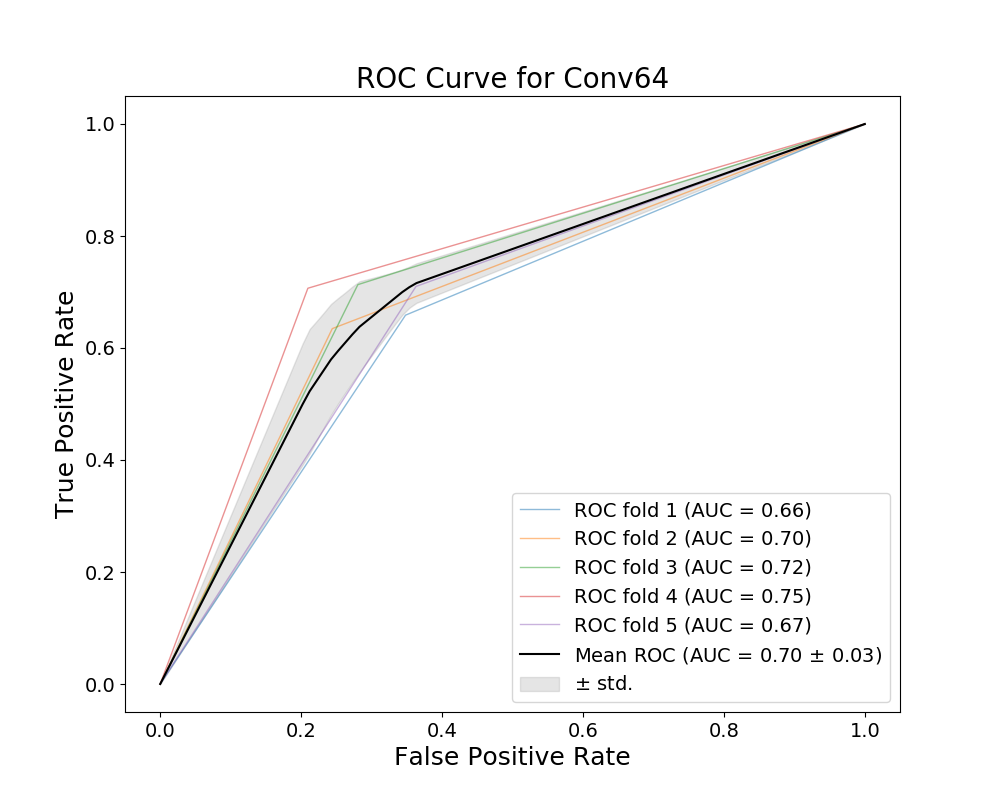 ROC Curve for Conv64
True Positive Rate
1.0
0.8
0.6
0.4
0.2
0.0
ROC fold 1 (AUC = 0.66)
ROC fold 2 (AUC = 0.70)
ROC fold 3 (AUC = 0.72)
ROC fold 4 (AUC = 0.75)
ROC fold 5 (AUC = 0.67)
Mean ROC (AUC = 0.70 ± 0.03)
± std.
0.0 0.2 0.4 0.6 0.8 1.0
False Positive Rate